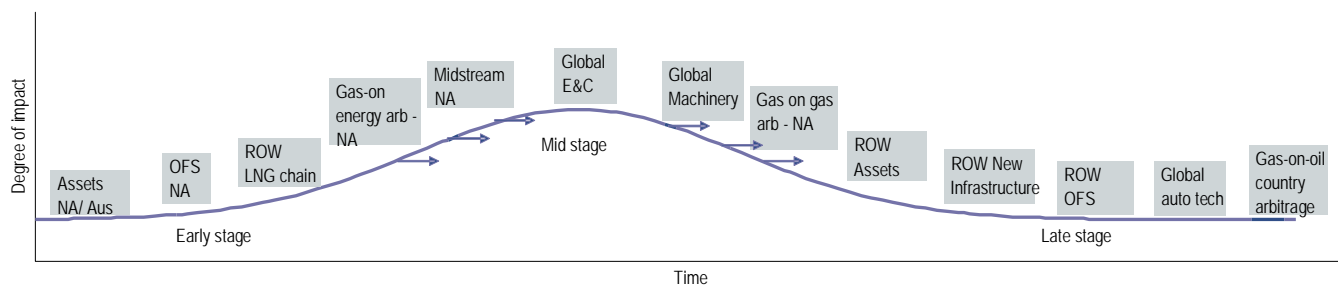 Degree of impact
Assets
NA/ Aus
OFS
NA
ROW
LNG chain
Gas-on
energy arb -
NA
Midstream
NA
Global
E&C
Global
Machinery
Gas on gas
arb - NA
ROW
Assets
ROW New
Infrastructure
ROW
OFS
Global
auto tech
Gas-on-oil
country
arbitrage
Early stage
Mid stage
Late stage
Time